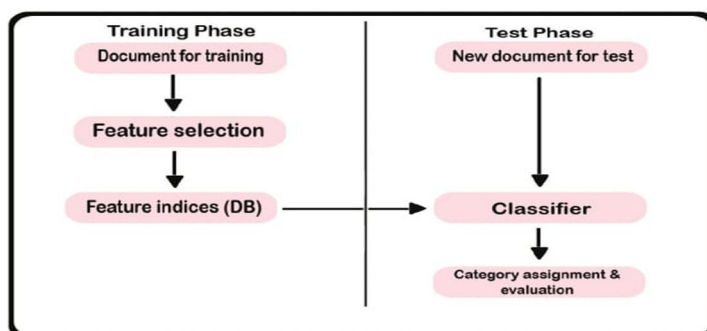 Training Phase
Document for training
Feature selection
Feature indices (DB)
Test Phase
New document for test
Classifier
Category assignment &
evaluation